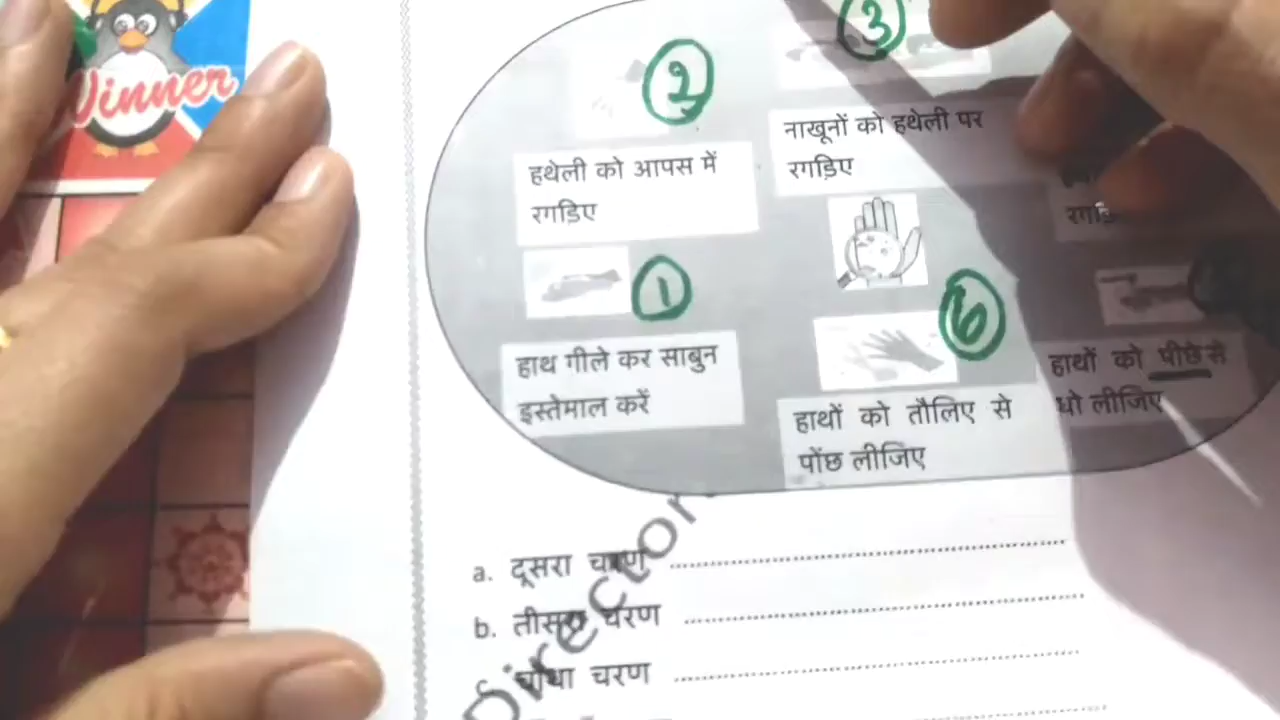 Winner
2
3
हथेली को आपस में
रगड़िए
नाखूनों को हथेली पर
रगड़िए
1
6
हाथ गीले कर साबुन
इस्तेमाल करें
हाथों को तौलिए से
पोंछ लीजिए
हाथों को पीछे से
धो लीजिए
a. दूसरा चरण
b. तीसरा चरण
c. चौथा चरण
Director